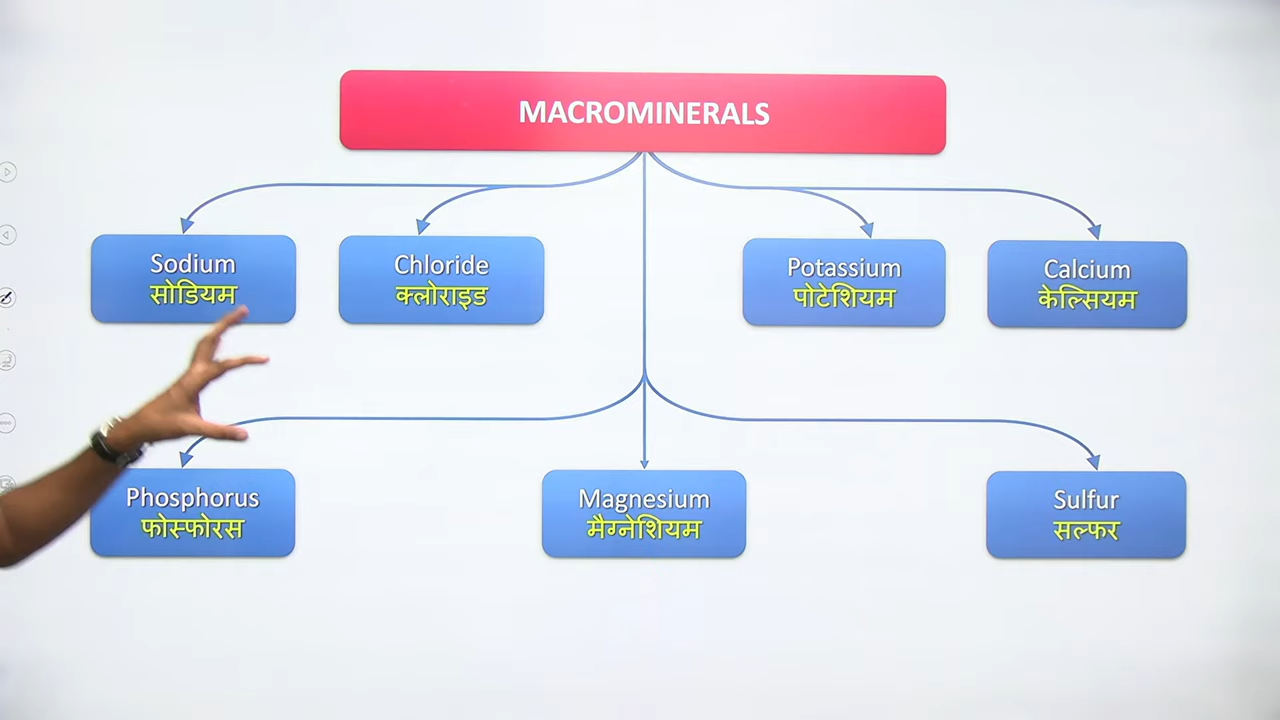 MACROMINERALS
Sodium
सोडियम
Chloride
क्लोराइड
Potassium
पोटेशियम
Calcium
केल्सियम
Phosphorus
फोस्फोरस
Magnesium
मैग्नेशियम
Sulfur
सल्फर